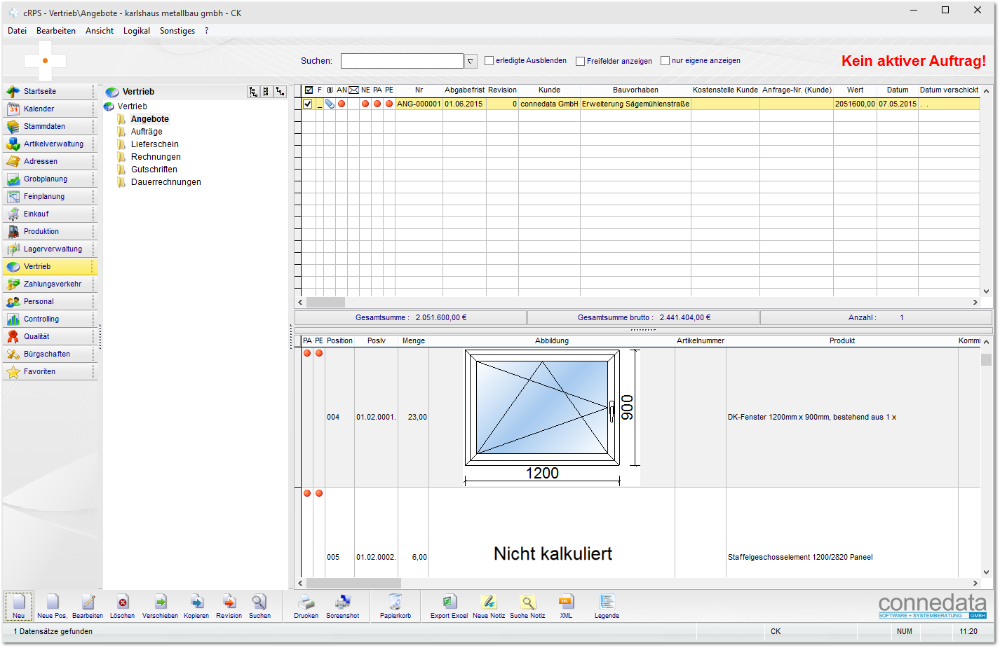 cRPS - Vertrieb\Angebote - karlshaus metallbau gmbh - CK
Datei Bearbeiten Ansicht Logikal Sonstiges ?
Suchen: erledigte Ausblenden Freifelder anzeigen nur eigene anzeigen Kein aktiver Auftrag!
Startseite
Kalender
Stammdaten
Artikelverwaltung
Adressen
Grobplanung
Feinplanung
Einkauf
Produktion
Lagerverwaltung
Vertrieb
Zahlungsverkehr
Personal
Controlling
Qualität
Bürgschaften
Favoriten
Vertrieb
Vertrieb
Angebote
Aufträge
Lieferschein
Rechnungen
Gutschriften
Dauerrechnungen
F AN NE PA PE Nr Abgabefrist Revision Kunde Bauvorhaben Kostenstelle Kunde Anfrage-Nr. (Kunde) Wert Datum Datum verschickt
_ ANG-000001 01.06.2015 0 connedata GmbH Erweiterung Sägemühlenstraße 2051600,00 07.05.2015 . .
Gesamtsumme : 2.051.600,00 € Gesamtsumme brutto : 2.441.404,00 € Anzahl : 1
PA PE Position Poslv Menge Abbildung Artikelnummer Produkt Kommi
004 01.02.0001. 23,00 900 1200 DK-Fenster 1200mm x 900mm, bestehend aus 1 x
005 01.02.0002. 6,00 Nicht kalkuliert Staffelgeschosselement 1200/2820 Paneel
Neu Neue Pos, Bearbeiten Löschen Verschieben Kopieren Revision Suchen Drucken Screenshot Papierkorb Export Excel Neue Notiz Suche Notiz XML Legende
connedata
SOFTWARE + SYSTEMBERATUNG GMBH
1 Datensätze gefunden CK NUM 11:20